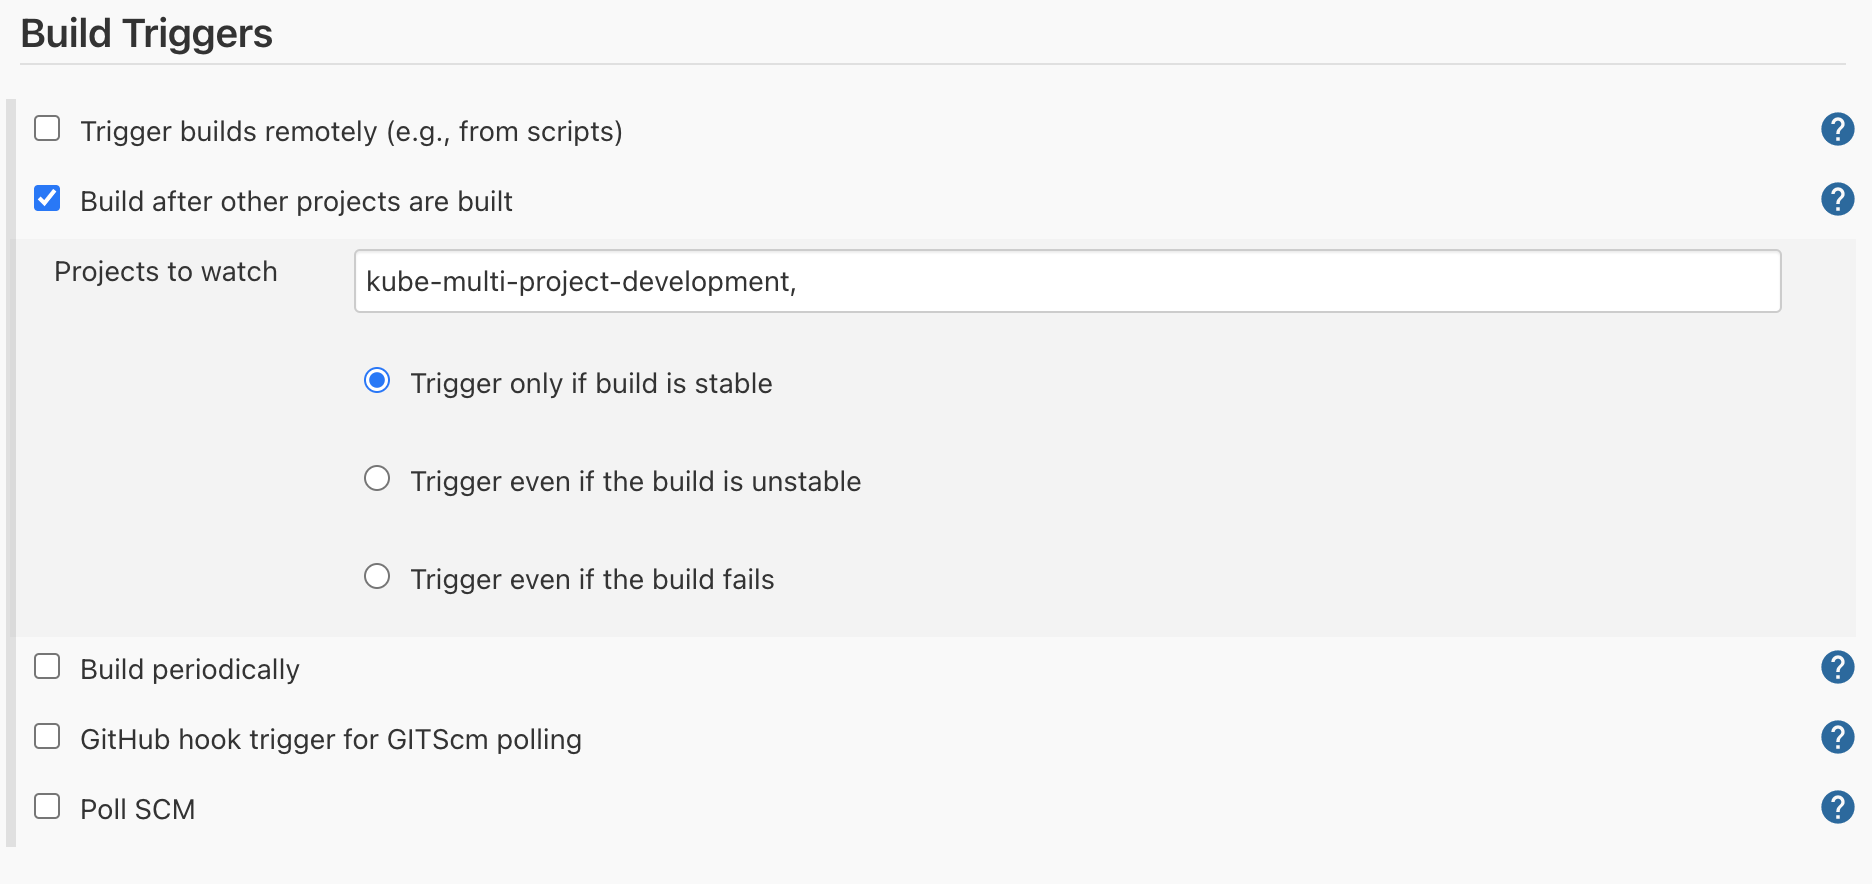 Build Triggers
Trigger builds remotely (e.g., from scripts)
?
Build after other projects are built
?
Projects to watch
kube-multi-project-development,
Trigger only if build is stable
Trigger even if the build is unstable
Trigger even if the build fails
Build periodically
?
GitHub hook trigger for GITScm polling
?
Poll SCM
?